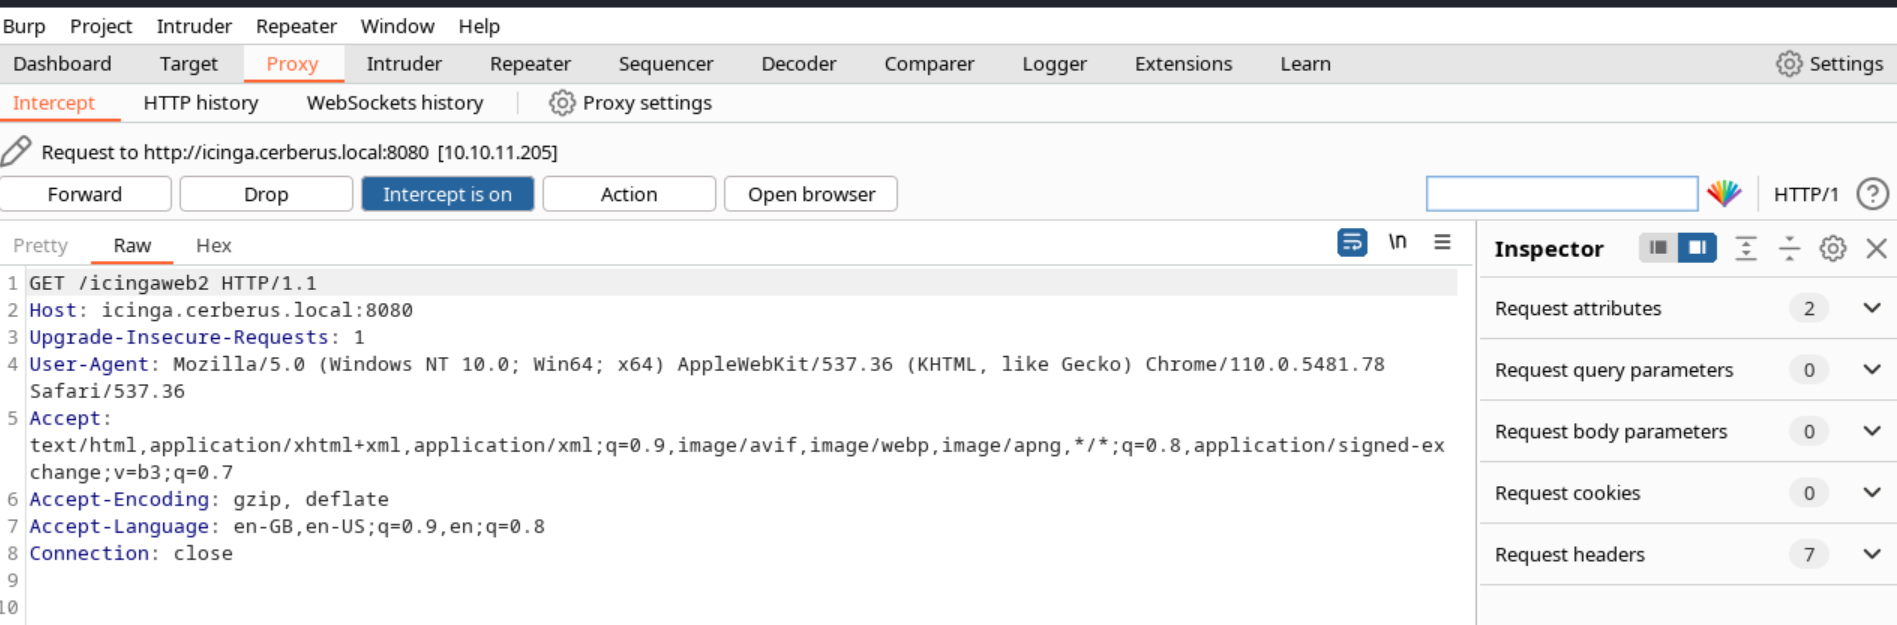 Burp Project Intruder Repeater Window Help
Dashboard Target Proxy Intruder Repeater Sequencer Decoder Comparer Logger Extensions Learn Settings
Intercept HTTP history WebSockets history Proxy settings
Request to http://icinga.cerberus.local:8080 [10.10.11.205]
Forward Drop Intercept is on Action Open browser HTTP/1 ?
Pretty Raw Hex \n
Inspector
1 GET /icingaweb2 HTTP/1.1
2 Host: icinga.cerberus.local:8080
3 Upgrade-Insecure-Requests: 1
4 User-Agent: Mozilla/5.0 (Windows NT 10.0; Win64; x64) AppleWebKit/537.36 (KHTML, like Gecko) Chrome/110.0.5481.78
Safari/537.36
5 Accept:
text/html,application/xhtml+xml,application/xml;q=0.9,image/avif,image/webp,image/apng,*/*;q=0.8,application/signed-ex
change;v=b3;q=0.7
6 Accept-Encoding: gzip, deflate
7 Accept-Language: en-GB,en-US;q=0.9,en;q=0.8
8 Connection: close
9
10
Request attributes 2
Request query parameters 0
Request body parameters 0
Request cookies 0
Request headers 7